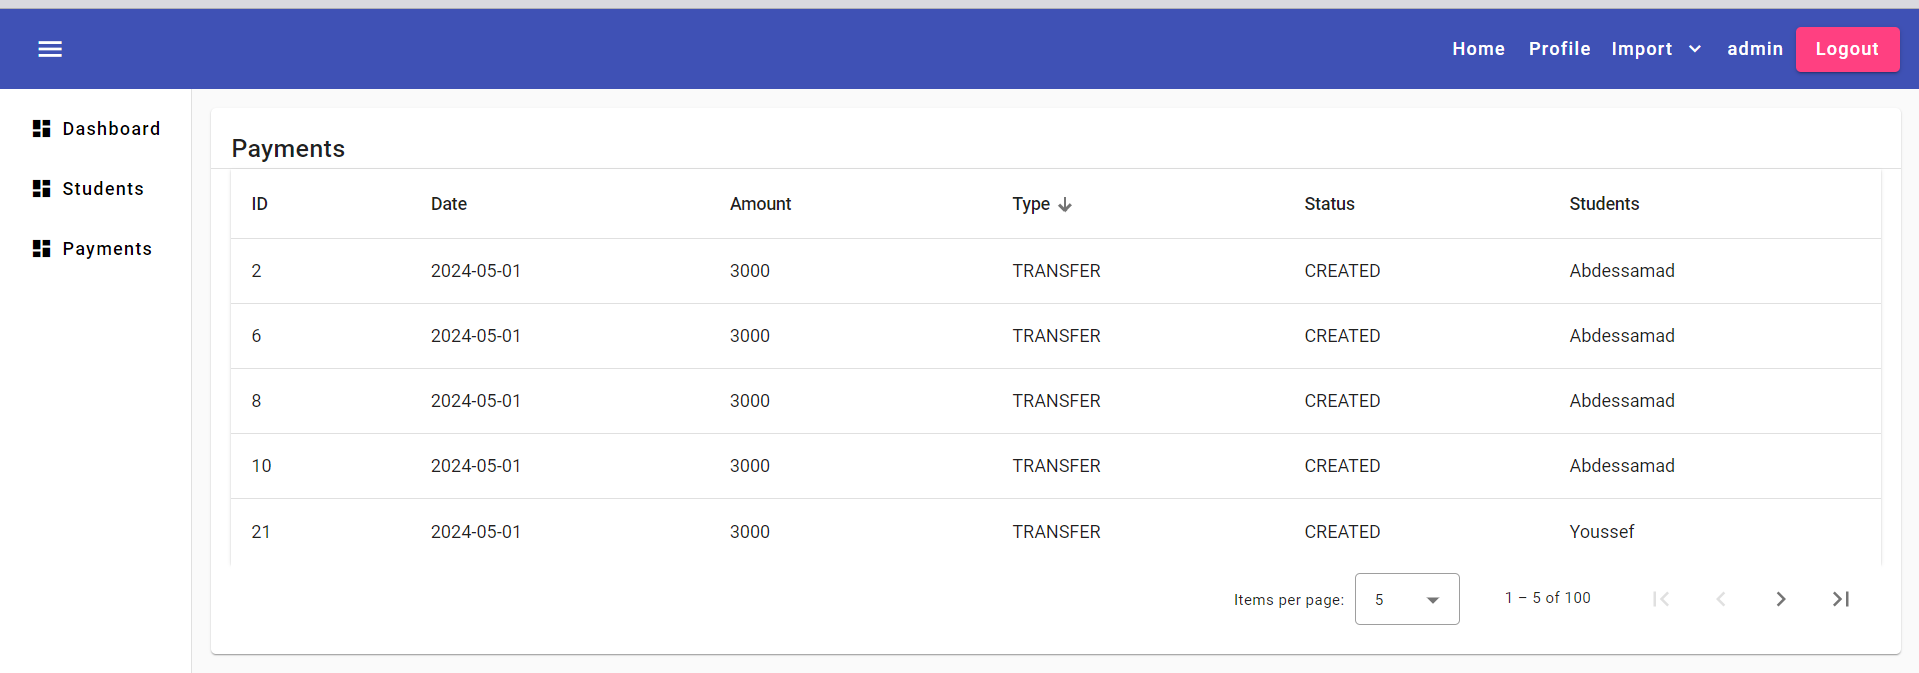 Home Profile Import admin Logout
Dashboard
Students
Payments
Payments
ID Date Amount Type Status Students
2 2024-05-01 3000 TRANSFER CREATED Abdessamad
6 2024-05-01 3000 TRANSFER CREATED Abdessamad
8 2024-05-01 3000 TRANSFER CREATED Abdessamad
10 2024-05-01 3000 TRANSFER CREATED Abdessamad
21 2024-05-01 3000 TRANSFER CREATED Youssef
Items per page: 5 1 – 5 of 100